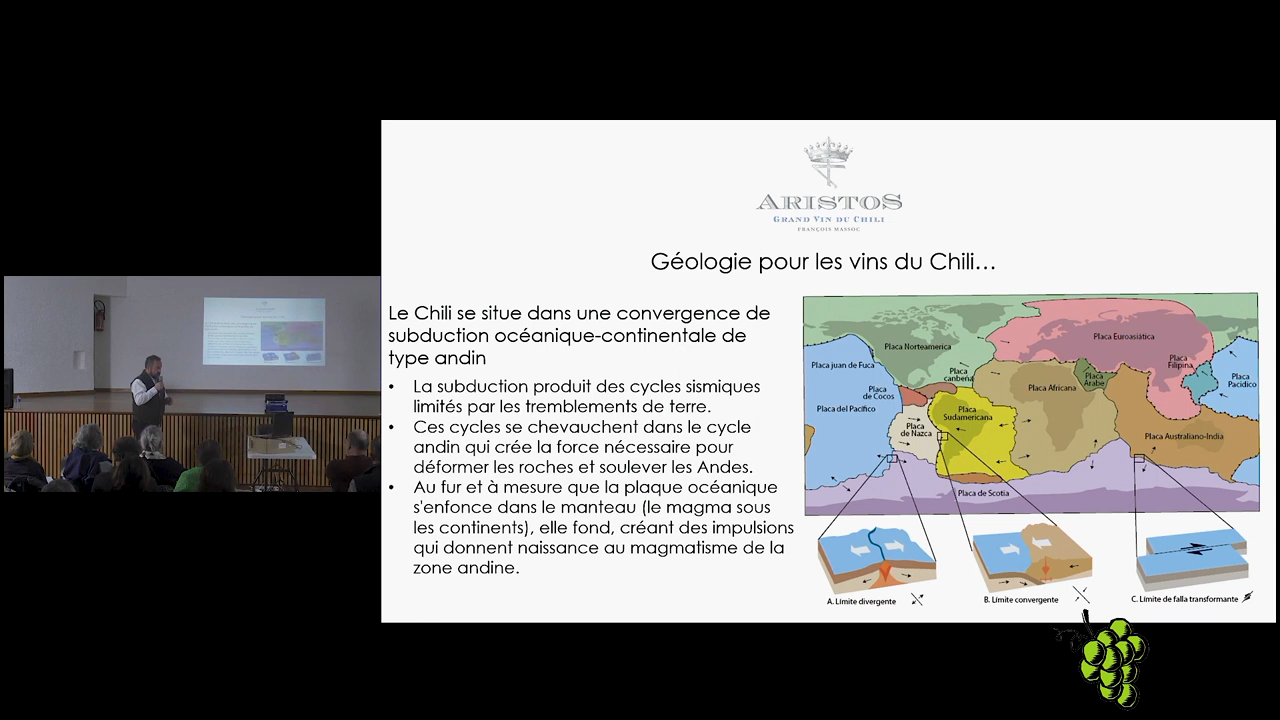 ARISTOS
GRAND VIN DU CHILI
FRANÇOIS MASSOC
Géologie pour les vins du Chili…
Le Chili se situe dans une convergence de
subduction océanique-continentale de
type andin
• La subduction produit des cycles sismiques
limités par les tremblements de terre.
• Ces cycles se chevauchent dans le cycle
andin qui crée la force nécessaire pour
déformer les roches et soulever les Andes.
• Au fur et à mesure que la plaque océanique
s'enfonce dans le manteau (le magma sous
les continents), elle fond, créant des impulsions
qui donnent naissance au magmatisme de la
zone andine.
Placa Norteamerica
Placa Euroasiática
Placa juan de Fuca
Placa
de Cocos
Placa
caribeña
Placa del Pacífico
Placa
de Nazca
Placa
Sudamericana
Placa Africana
Placa
Arabe
Placa
Filipina
Placa
Pacidico
Placa Australiano-India
Placa de Scotia
A. Límite divergente
B. Límite convergente
C. Límite de falla transformante